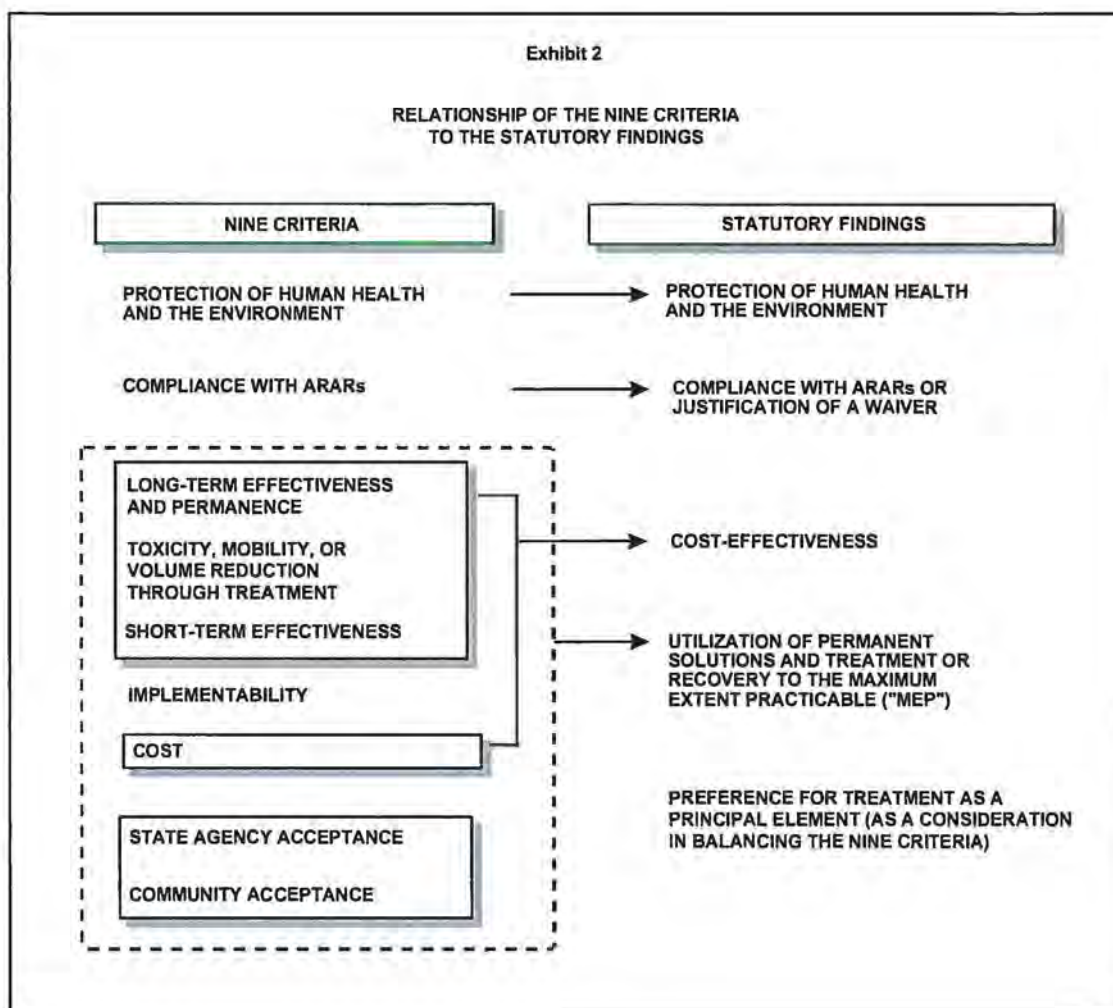 Exhibit 2
RELATIONSHIP OF THE NINE CRITERIA
TO THE STATUTORY FINDINGS
NINE CRITERIA
STATUTORY FINDINGS
PROTECTION OF HUMAN HEALTH
AND THE ENVIRONMENT
PROTECTION OF HUMAN HEALTH
AND THE ENVIRONMENT
COMPLIANCE WITH ARARs
COMPLIANCE WITH ARARs OR
JUSTIFICATION OF A WAIVER
LONG-TERM EFFECTIVENESS
AND PERMANENCE
TOXICITY, MOBILITY, OR
VOLUME REDUCTION
THROUGH TREATMENT
SHORT-TERM EFFECTIVENESS
IMPLEMENTABILITY
COST
STATE AGENCY ACCEPTANCE
COMMUNITY ACCEPTANCE
COST-EFFECTIVENESS
UTILIZATION OF PERMANENT
SOLUTIONS AND TREATMENT OR
RECOVERY TO THE MAXIMUM
EXTENT PRACTICABLE ("MEP")
PREFERENCE FOR TREATMENT AS A
PRINCIPAL ELEMENT (AS A CONSIDERATION
IN BALANCING THE NINE CRITERIA)